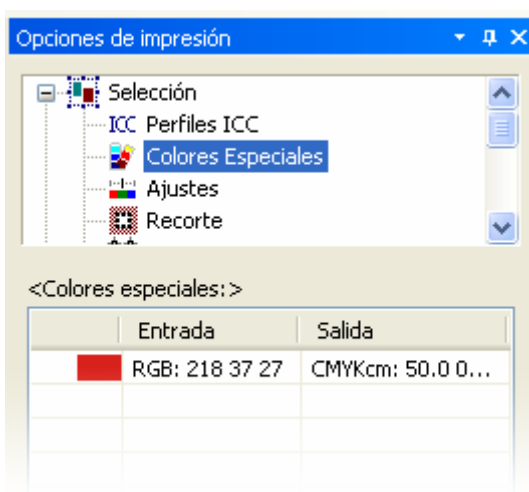 Opciones de impresión
Selección
ICC Perfiles ICC
Colores Especiales
Ajustes
Recorte
<Colores especiales:>
Entrada Salida
RGB: 218 37 27 CMYKcm: 50.0 0...